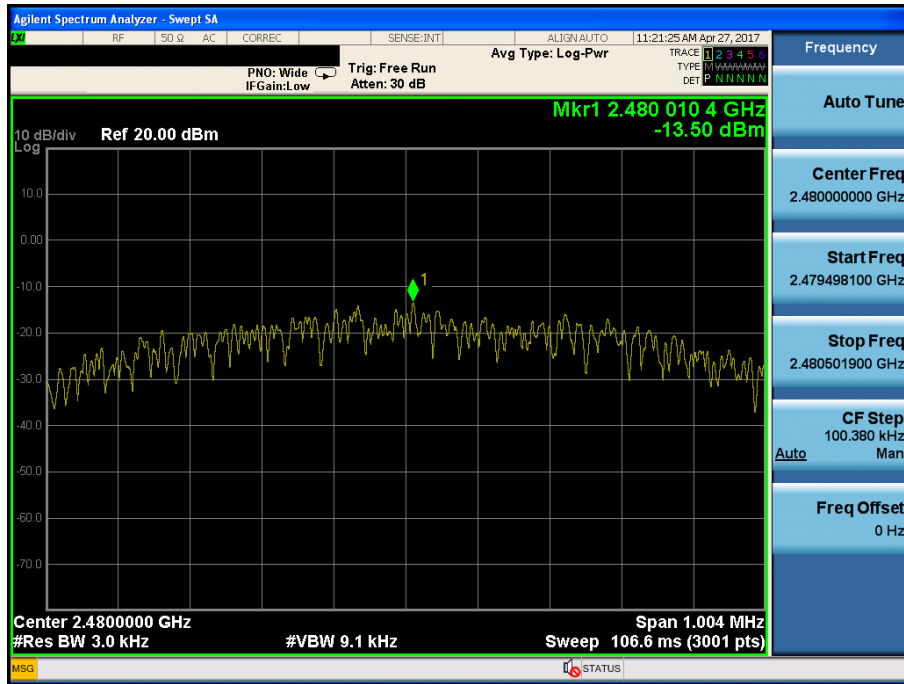 Agilent Spectrum Analyzer - Swept SA
LXI RF 50 Ω AC CORREC SENSE:INT ALIGN AUTO 11:21:25 AM Apr 27, 2017
Avg Type: Log-Pwr
TRACE 1 2 3 4 5 6
PNO: Wide Trig: Free Run
TYPE M WWWWW
IFGain:Low Atten: 30 dB
DET P N N N N N
Mkr1 2.480 010 4 GHz
10 dB/div Ref 20.00 dBm -13.50 dBm
Log
10.0
0.00
1
-10.0
-20.0
-30.0
-40.0
-50.0
-60.0
-70.0
Center 2.4800000 GHz Span 1.004 MHz
#Res BW 3.0 kHz #VBW 9.1 kHz Sweep 106.6 ms (3001 pts)
MSG STATUS
Frequency
Auto Tune
Center Freq
2.480000000 GHz
Start Freq
2.479498100 GHz
Stop Freq
2.480501900 GHz
CF Step
100.380 kHz
Auto Man
Freq Offset
0 Hz